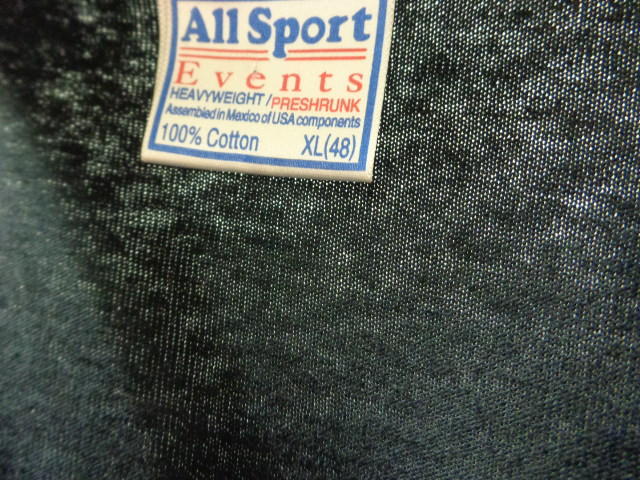 All Sport
Events
HEAVYWEIGHT/PRESHRUNK
Assembled in Mexico of USA components
100% Cotton XL(48)